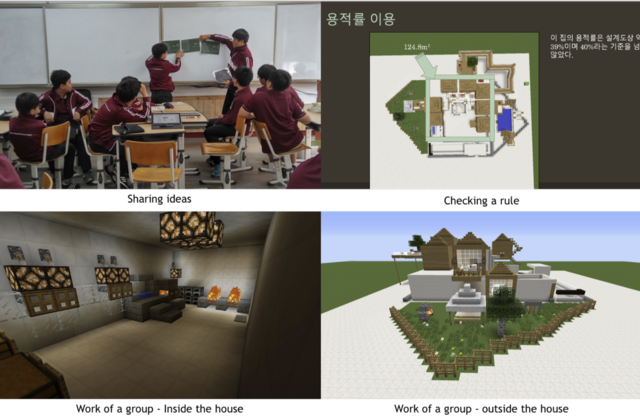 용적률 이용
124.8m²
이 집의 용적률은 설계도상 약
39%이며 40%라는 기준을 넘
않았다.
Sharing ideas
Checking a rule
Work of a group - Inside the house
Work of a group - outside the house